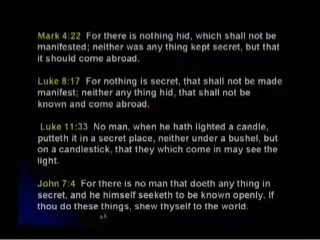 Mark 4:22 For there is nothing hid, which shall not be
manifested; neither was any thing kept secret, but that
it should come abroad.
Luke 8:17 For nothing is secret, that shall not be made
manifest; neither any thing hid, that shall not be
known and come abroad.
Luke 11:33 No man, when he hath lighted a candle,
putteth it in a secret place, neither under a bushel, but
on a candlestick, that they which come in may see the
light.
John 7:4 For there is no man that doeth any thing in
secret, and he himself seeketh to be known openly. If
thou do these things, shew thyself to the world.